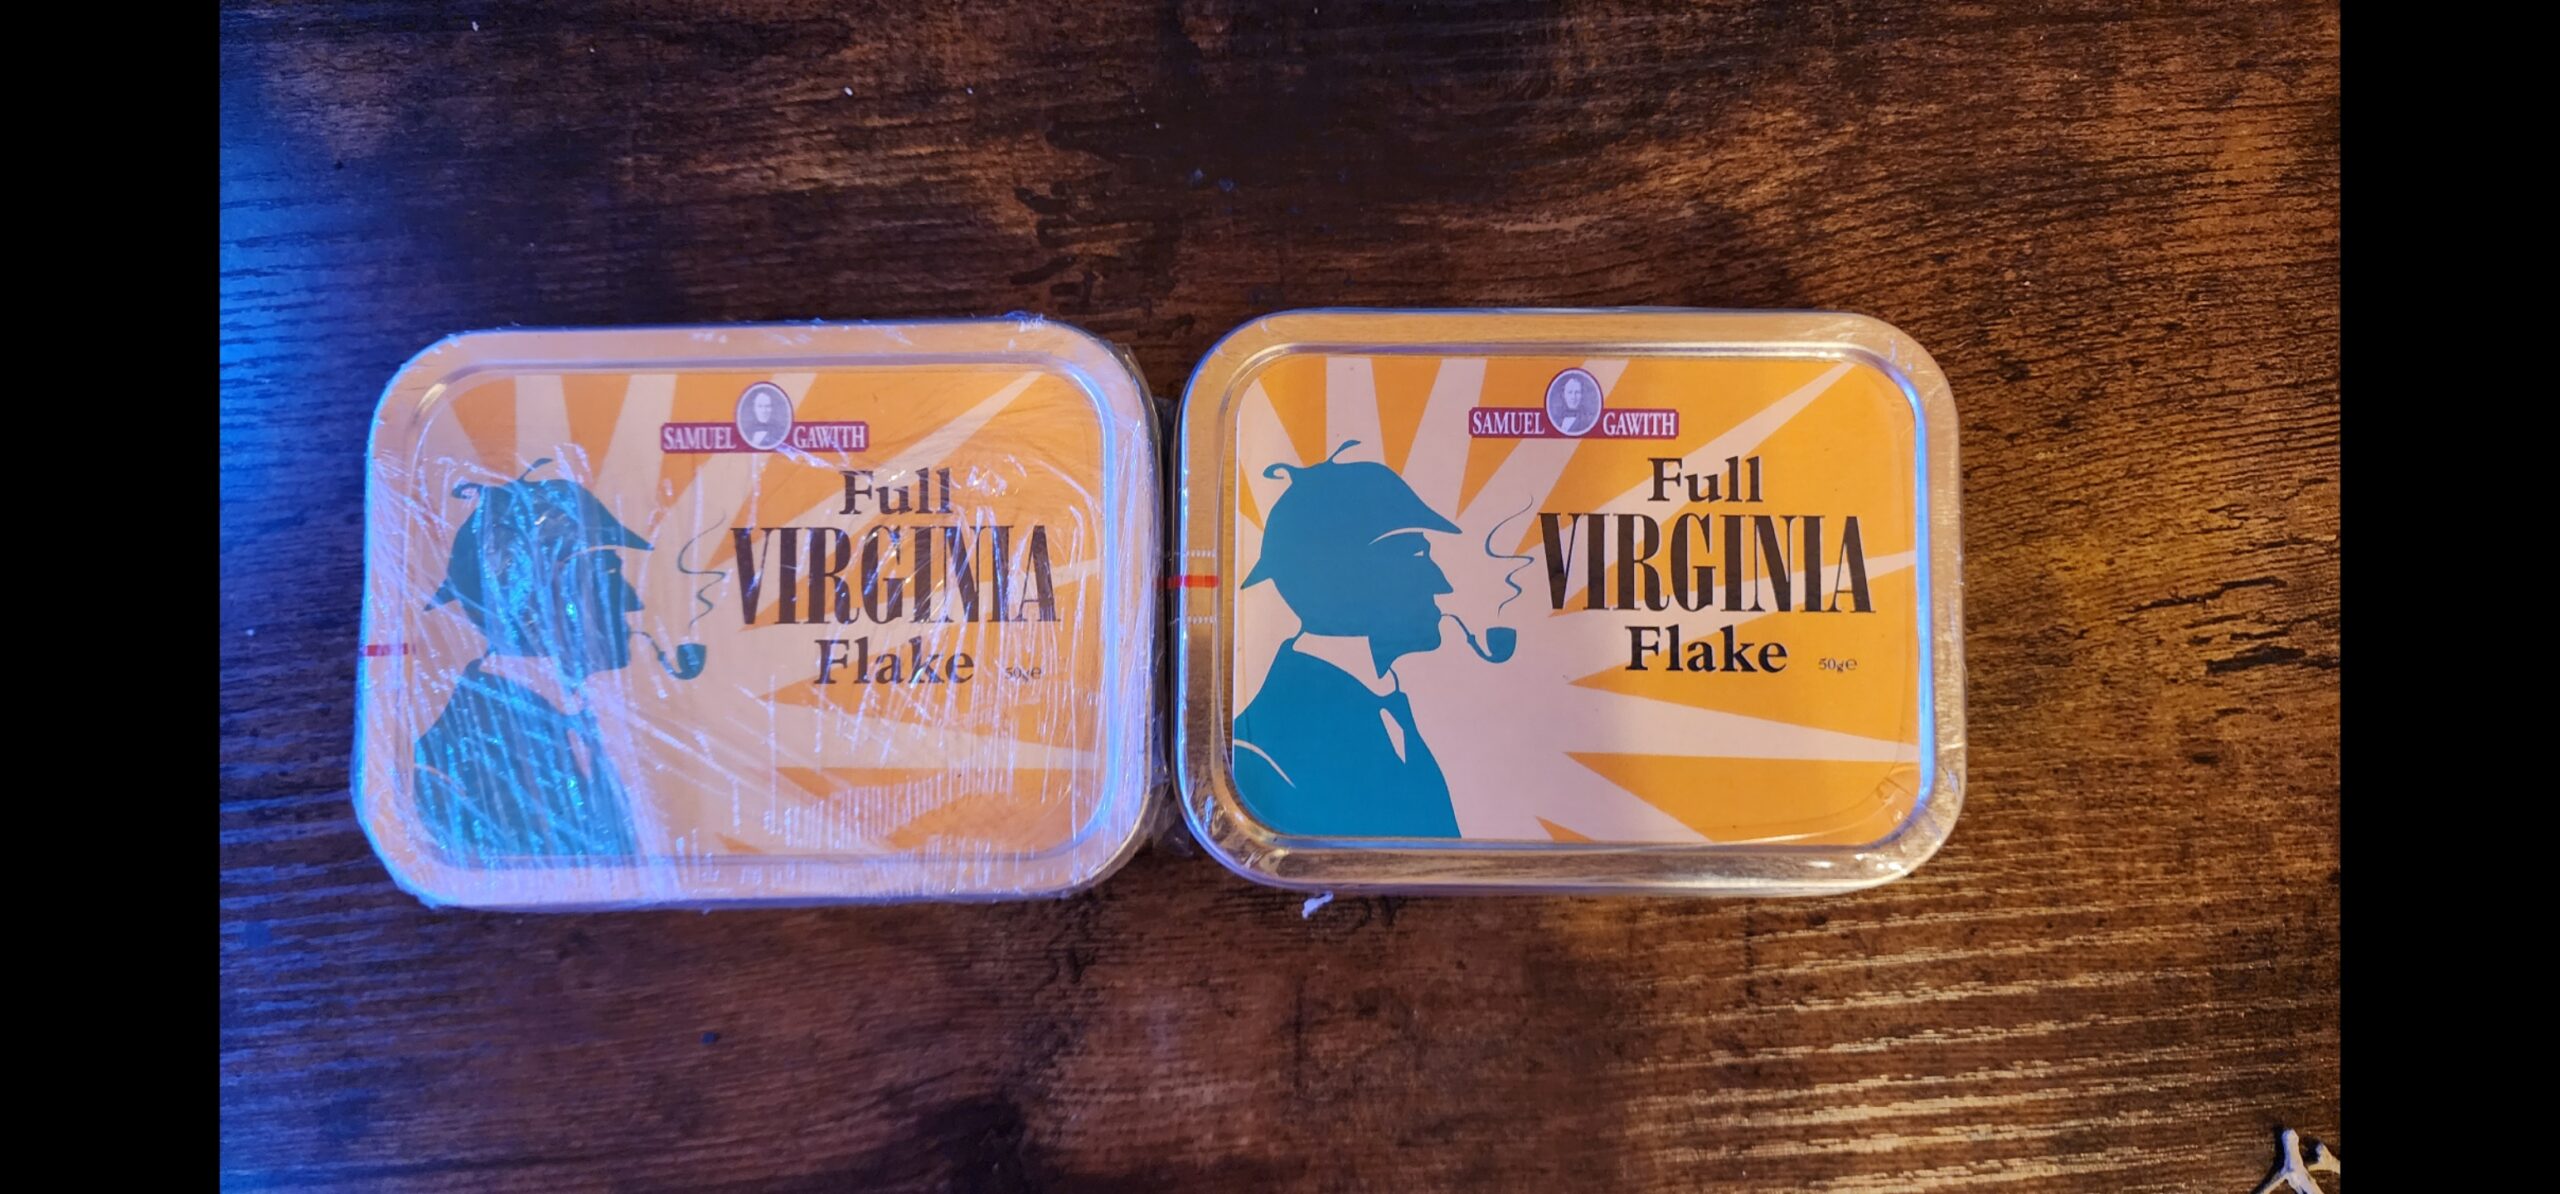 SAMUEL GAWITH
Full
VIRGINIA
Flake 50g℮
SAMUEL GAWITH
Full
VIRGINIA
Flake 50g℮